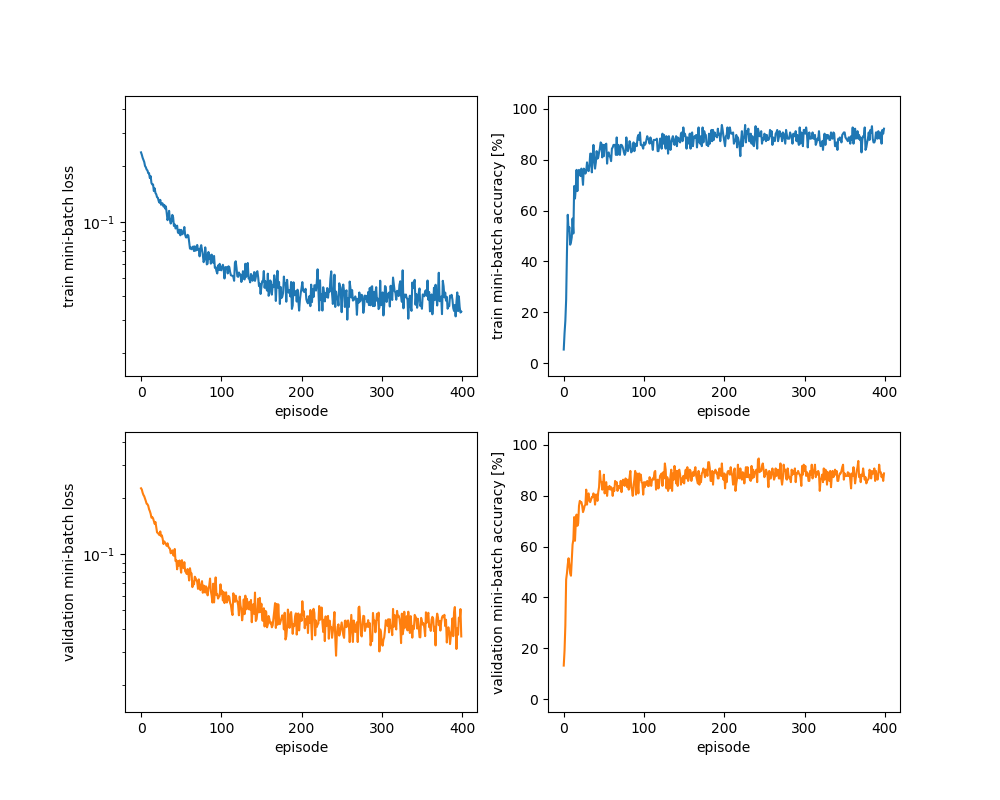 train mini-batch loss
10⁻¹
0 100 200 300 400
episode
train mini-batch accuracy [%]
100
80
60
40
20
0
0 100 200 300 400
episode
validation mini-batch loss
10⁻¹
0 100 200 300 400
episode
validation mini-batch accuracy [%]
100
80
60
40
20
0
0 100 200 300 400
episode